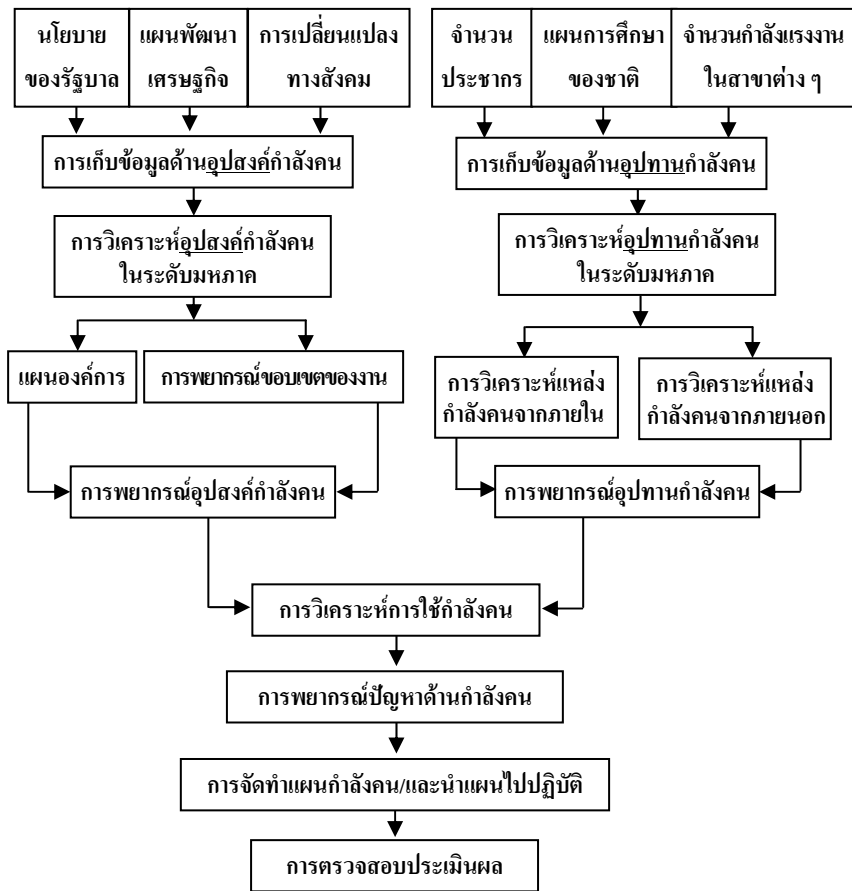 นโยบาย
ของรัฐบาล
แผนพัฒนา
เศรษฐกิจ
การเปลี่ยนแปลง
ทางสังคม
จำนวน
ประชากร
แผนการศึกษา
ของชาติ
จำนวนกำลังแรงงาน
ในสาขาต่าง ๆ
การเก็บข้อมูลด้านอุปสงค์กำลังคน
การเก็บข้อมูลด้านอุปทานกำลังคน
การวิเคราะห์อุปสงค์กำลังคน
ในระดับมหภาค
การวิเคราะห์อุปทานกำลังคน
ในระดับมหภาค
แผนองค์การ
การพยากรณ์ขอบเขตของงาน
การวิเคราะห์แหล่ง
กำลังคนจากภายใน
การวิเคราะห์แหล่ง
กำลังคนจากภายนอก
การพยากรณ์อุปสงค์กำลังคน
การพยากรณ์อุปทานกำลังคน
การวิเคราะห์การใช้กำลังคน
การพยากรณ์ปัญหาด้านกำลังคน
การจัดทำแผนกำลังคน/และนำแผนไปปฏิบัติ
การตรวจสอบประเมินผล